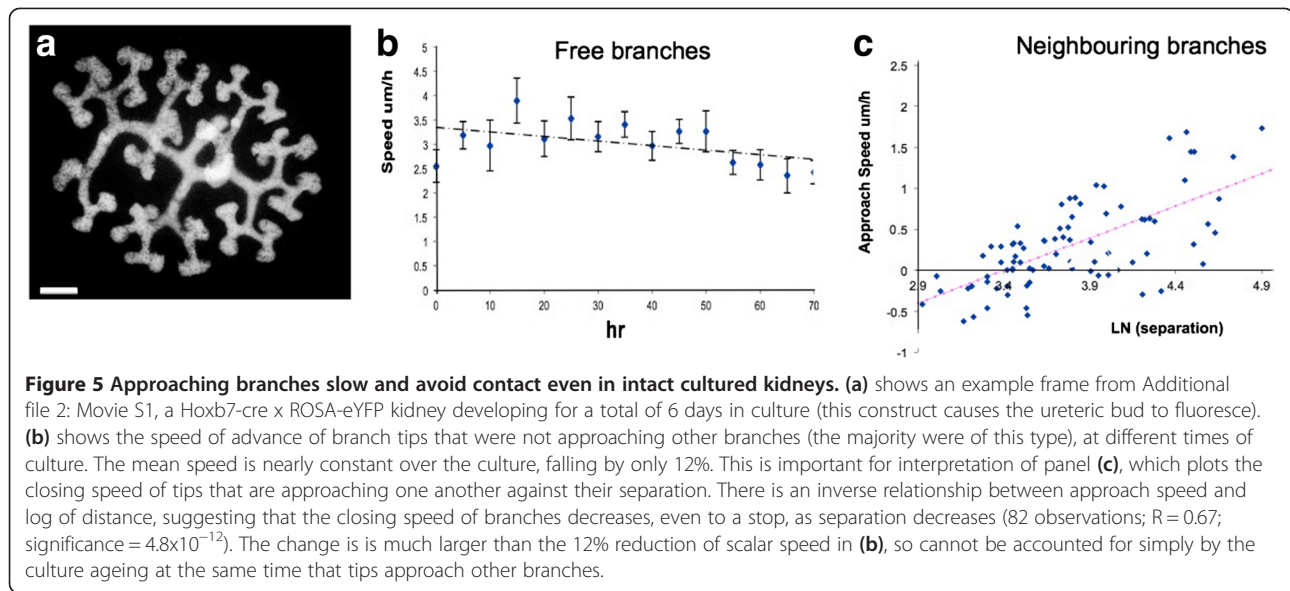 a
b
Free branches
Speed um/h
5
4.5
4
3.5
3
2.5
2
1.5
1
0.5
0
0 10 20 30 40 50 60 70
hr
c
Neighbouring branches
Approach Speed um/h
2.5
2
1.5
1
0.5
0
-0.5
-1
2.9 3.4 3.9 4.4 4.9
LN (separation)
Figure 5 Approaching branches slow and avoid contact even in intact cultured kidneys. (a) shows an example frame from Additional
file 2: Movie S1, a Hoxb7-cre x ROSA-eYFP kidney developing for a total of 6 days in culture (this construct causes the ureteric bud to fluoresce).
(b) shows the speed of advance of branch tips that were not approaching other branches (the majority were of this type), at different times of
culture. The mean speed is nearly constant over the culture, falling by only 12%. This is important for interpretation of panel (c), which plots the
closing speed of tips that are approaching one another against their separation. There is an inverse relationship between approach speed and
log of distance, suggesting that the closing speed of branches decreases, even to a stop, as separation decreases (82 observations; R = 0.67;
significance = 4.8x10⁻¹²). The change is is much larger than the 12% reduction of scalar speed in (b), so cannot be accounted for simply by the
culture ageing at the same time that tips approach other branches.